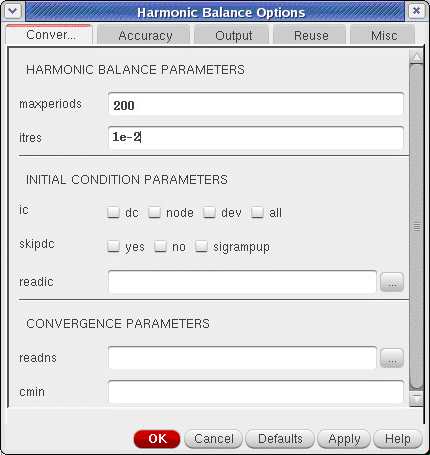 Harmonic Balance Options
Conver... Accuracy Output Reuse Misc
HARMONIC BALANCE PARAMETERS
maxperiods 200
itres 1e-2
INITIAL CONDITION PARAMETERS
ic dc node dev all
skipdc yes no sigrampup
readic ...
CONVERGENCE PARAMETERS
readns ...
cmin
OK Cancel Defaults Apply Help